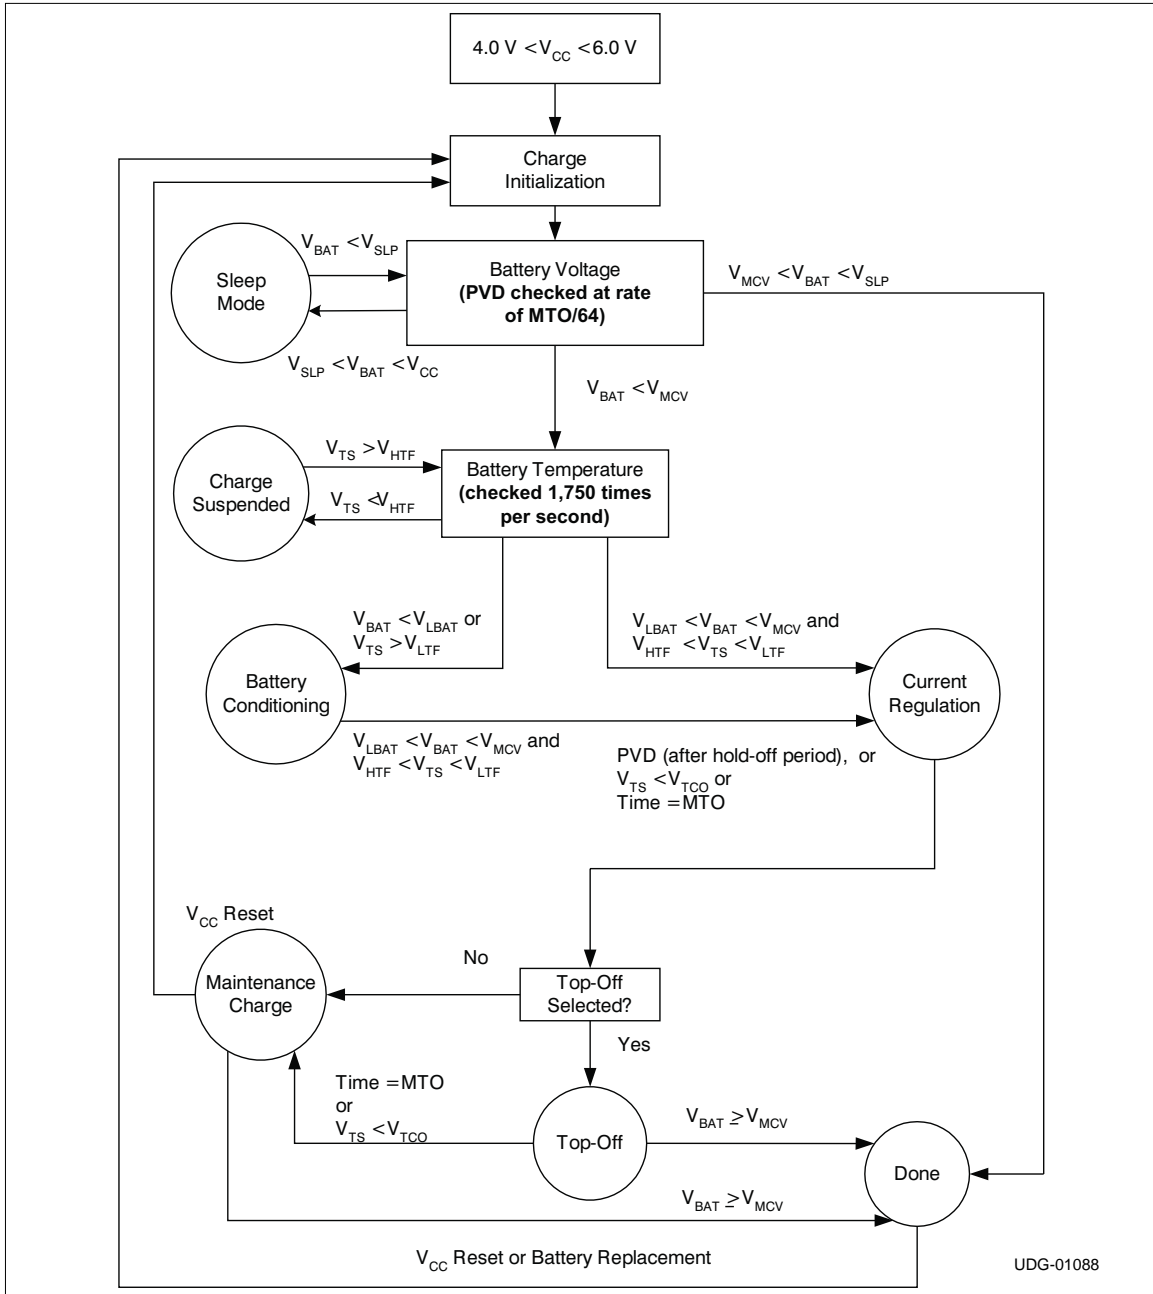 4.0 V < V_CC < 6.0 V
Charge
Initialization
V_BAT < V_SLP
Sleep
Mode
Battery Voltage
(PVD checked at rate
of MTO/64)
V_MCV < V_BAT < V_SLP
V_SLP < V_BAT < V_CC
V_BAT < V_MCV
V_TS > V_HTF
Charge
Suspended
V_TS < V_HTF
Battery Temperature
(checked 1,750 times
per second)
V_BAT < V_LBAT or
V_TS > V_LTF
V_LBAT < V_BAT < V_MCV and
V_HTF < V_TS < V_LTF
Battery
Conditioning
Current
Regulation
V_LBAT < V_BAT < V_MCV and
V_HTF < V_TS < V_LTF
PVD (after hold-off period), or
V_TS < V_TCO or
Time = MTO
V_CC Reset
Maintenance
Charge
No
Top-Off
Selected?
Yes
Time = MTO
or
V_TS < V_TCO
Top-Off
V_BAT ≥ V_MCV
Done
V_BAT ≥ V_MCV
V_CC Reset or Battery Replacement
UDG-01088